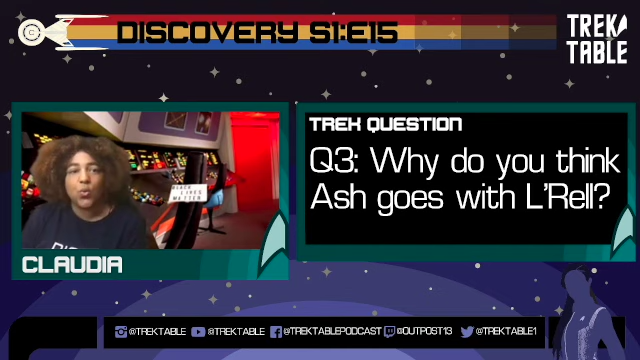 DISCOVERY S1:E15
TREK
TABLE
TREK QUESTION
Q3: Why do you think
Ash goes with L'Rell?
BLACK
LIVES
MATTER
CLAUDIA
@TREKTABLE @TREKTABLE @TREKTABLEPODCAST @OUTPOST13 @TREKTABLE1